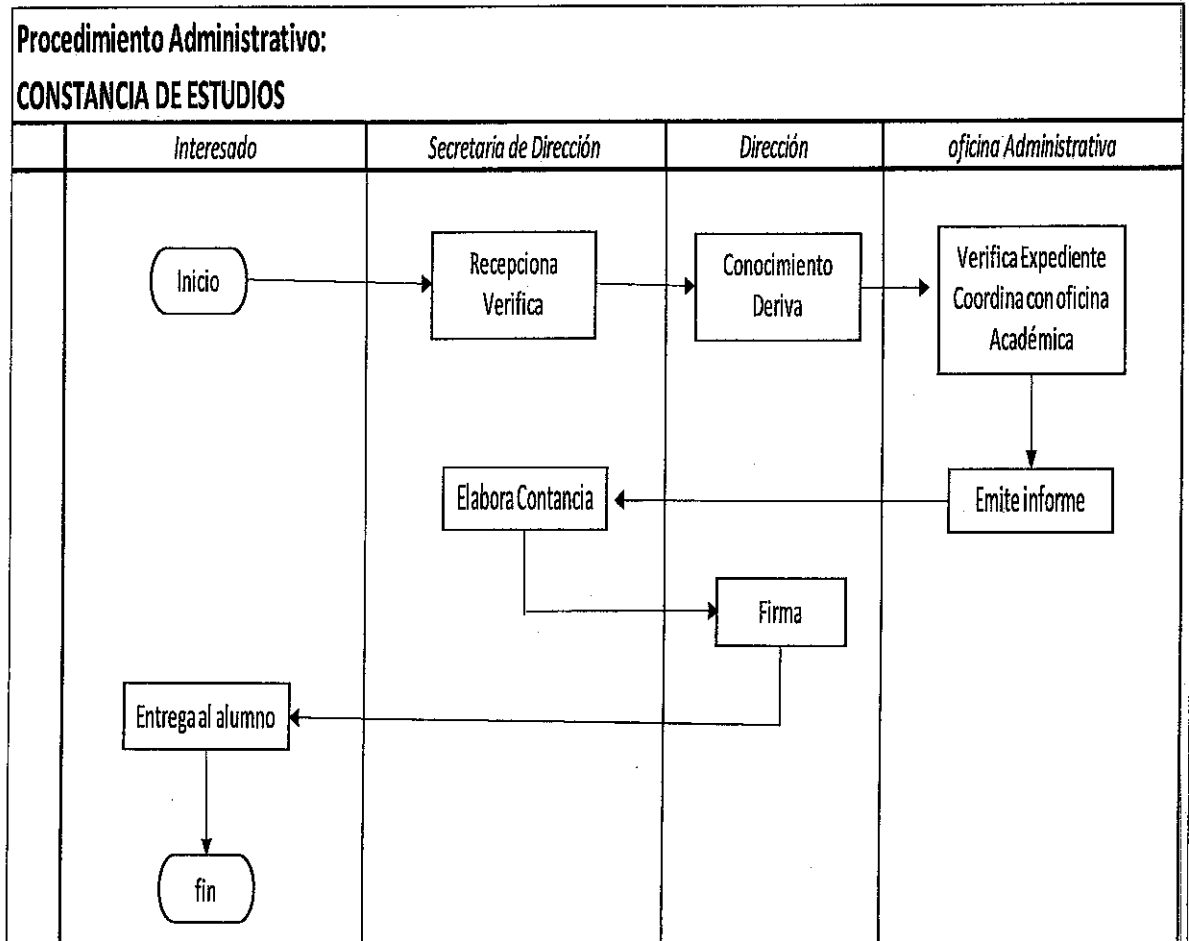 Procedimiento Administrativo:
CONSTANCIA DE ESTUDIOS
Interesado
Secretaria de Dirección
Dirección
oficina Administrativa
Inicio
Recepciona
Verifica
Conocimiento
Deriva
Verifica Expediente
Coordina con oficina
Académica
Elabora Contancia
Emite informe
Firma
Entrega al alumno
fin